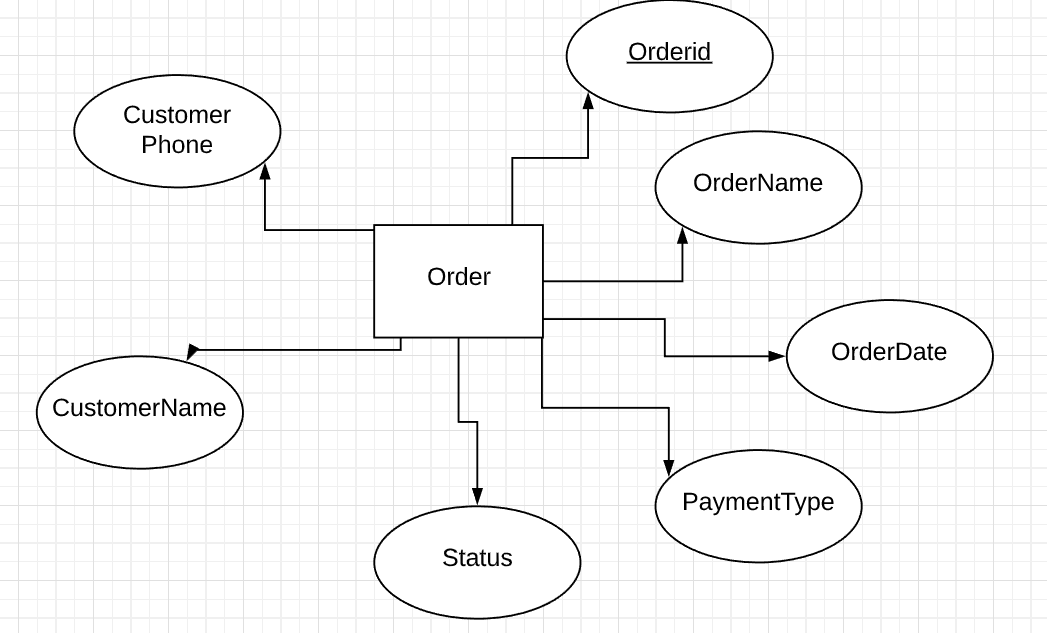 Orderid
Customer
Phone
OrderName
Order
OrderDate
CustomerName
PaymentType
Status